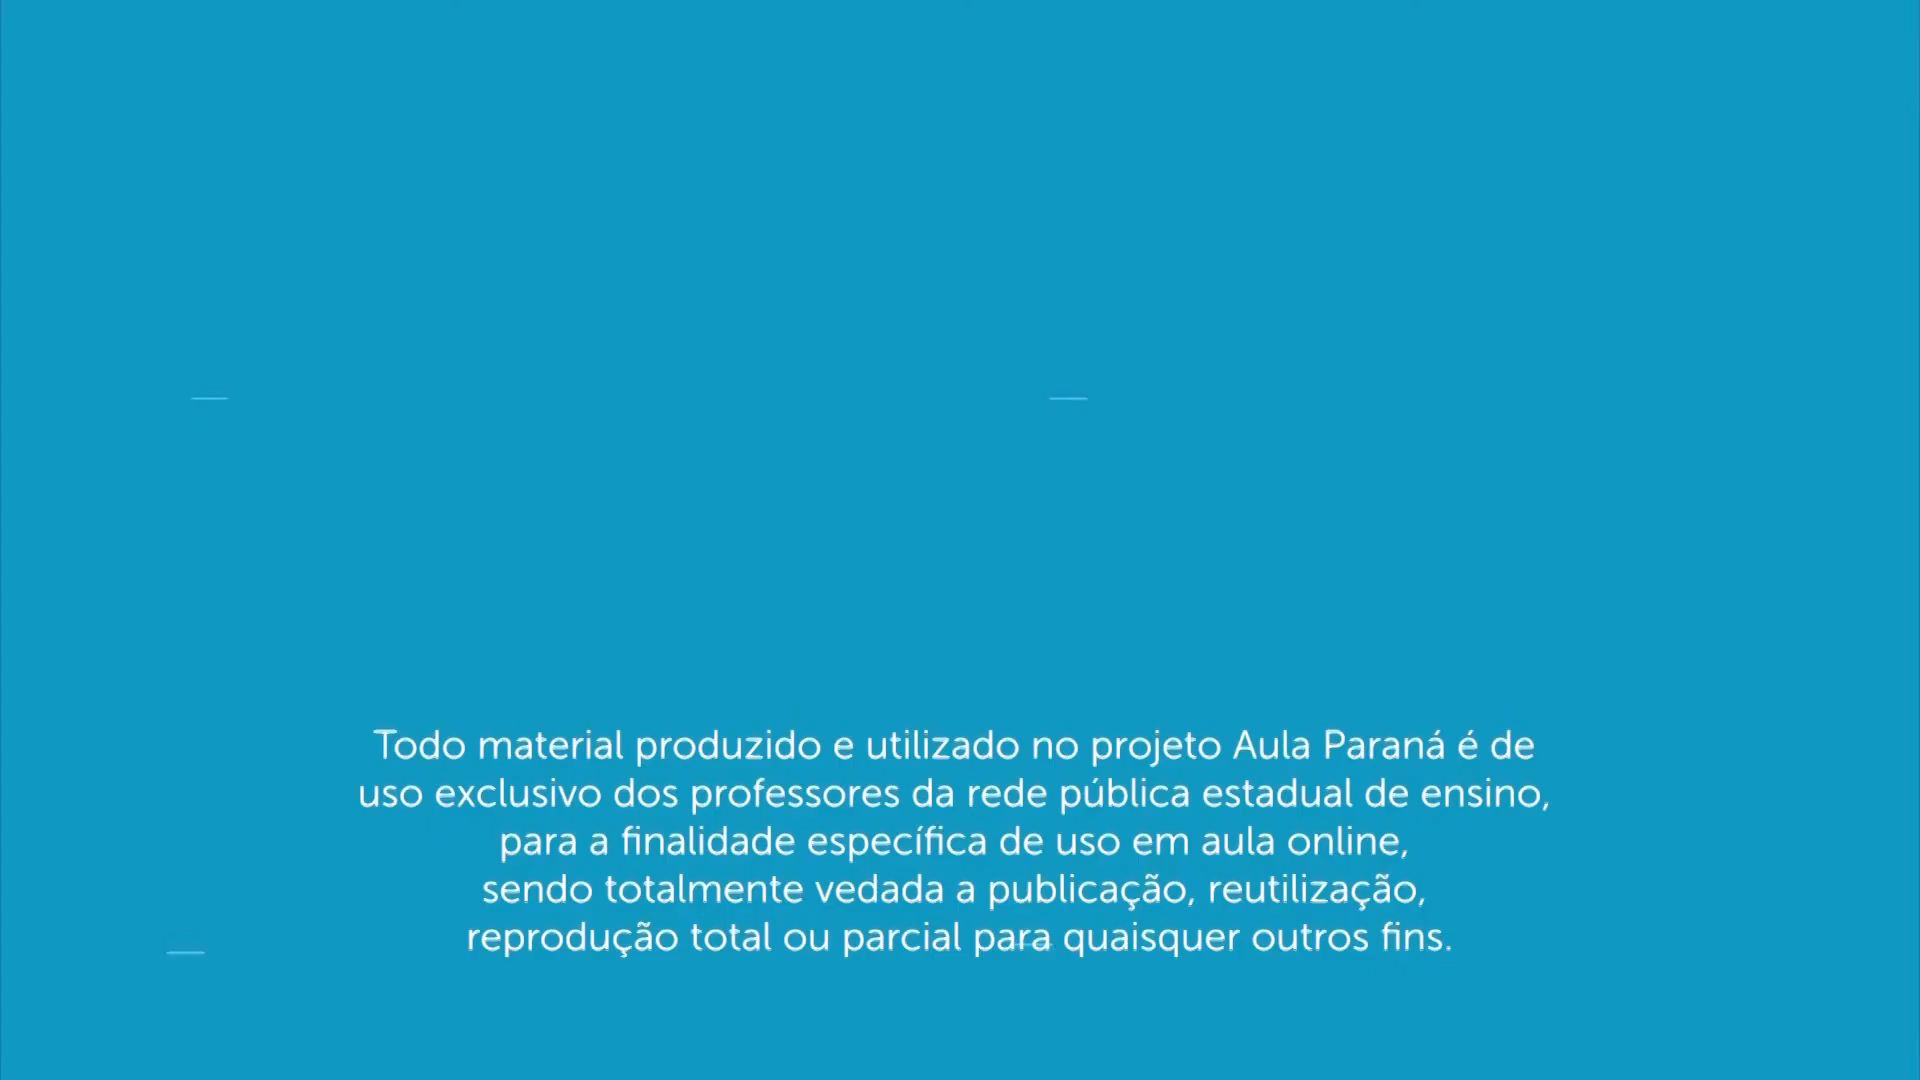 Todo material produzido e utilizado no projeto Aula Paraná é de
uso exclusivo dos professores da rede pública estadual de ensino,
para a finalidade específica de uso em aula online,
sendo totalmente vedada a publicação, reutilização,
reprodução total ou parcial para quaisquer outros fins.